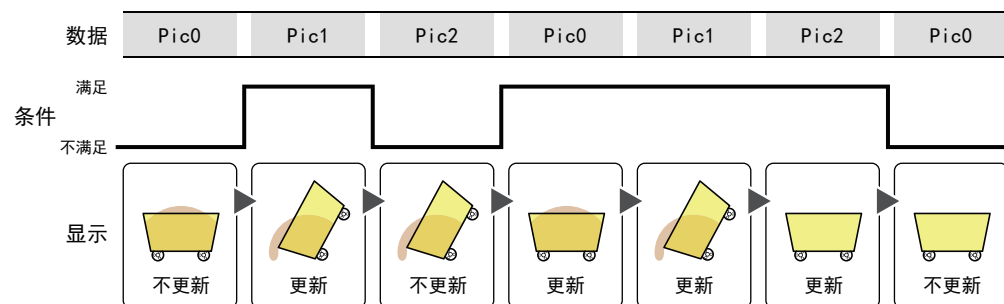 数据 Pic0 Pic1 Pic2 Pic0 Pic1 Pic2 Pic0
满足
条件
不满足
显示
不更新 更新 不更新 更新 更新 更新 不更新